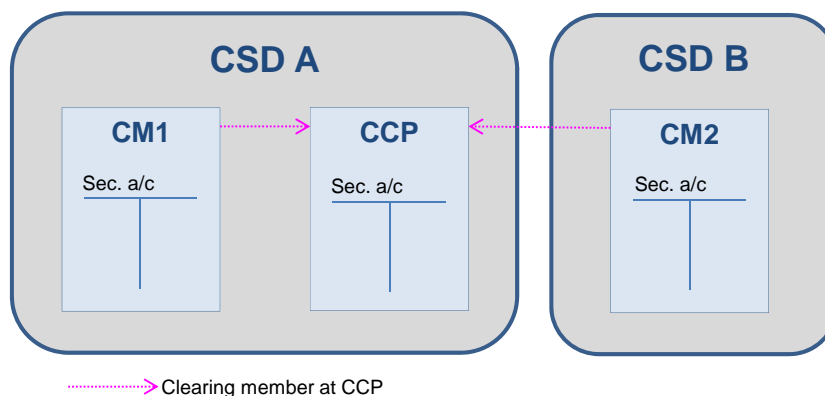 CSD A
CSD B
CM1
CCP
CM2
Sec. a/c
Sec. a/c
Sec. a/c
Clearing member at CCP